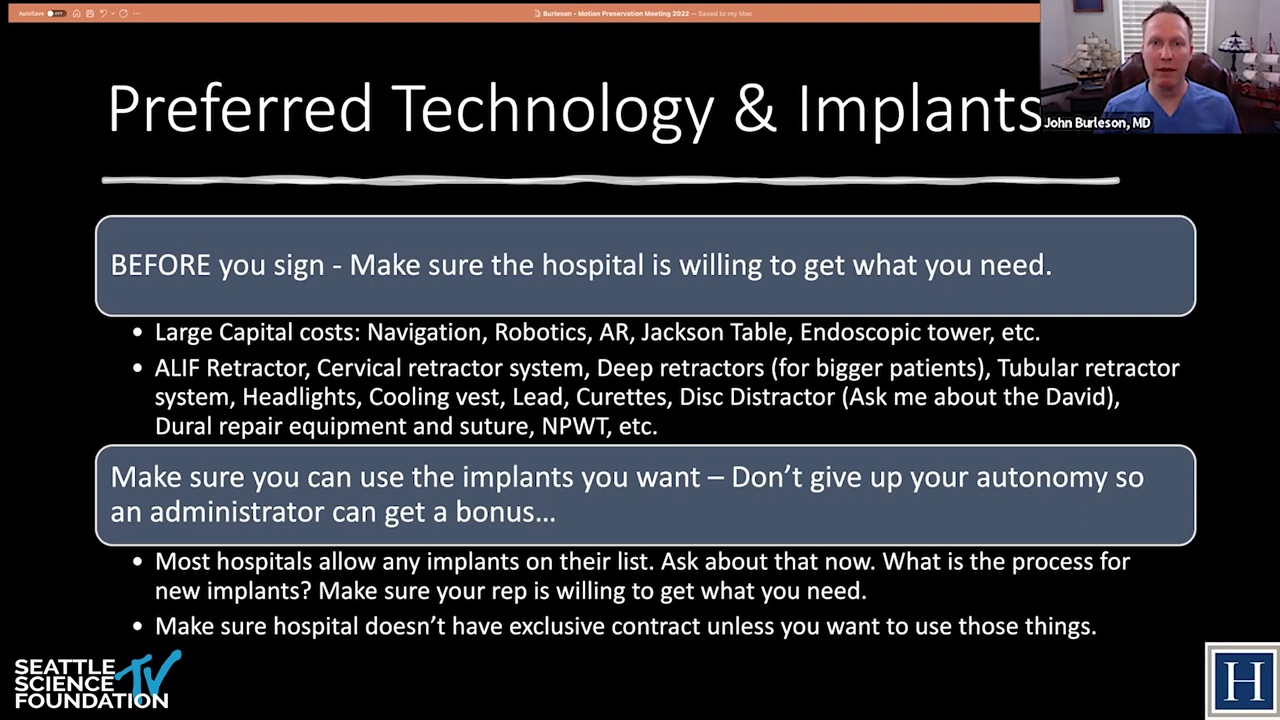 AutoSave OFF
Burleson - Motion Preservation Meeting 2022 — Saved to my Mac
Preferred Technology & Implants
John Burleson, MD
BEFORE you sign - Make sure the hospital is willing to get what you need.
• Large Capital costs: Navigation, Robotics, AR, Jackson Table, Endoscopic tower, etc.
• ALIF Retractor, Cervical retractor system, Deep retractors (for bigger patients), Tubular retractor
system, Headlights, Cooling vest, Lead, Curettes, Disc Distractor (Ask me about the David),
Dural repair equipment and suture, NPWT, etc.
Make sure you can use the implants you want – Don’t give up your autonomy so
an administrator can get a bonus…
• Most hospitals allow any implants on their list. Ask about that now. What is the process for
new implants? Make sure your rep is willing to get what you need.
• Make sure hospital doesn’t have exclusive contract unless you want to use those things.
SEATTLE
SCIENCE TV
FOUNDATION
H